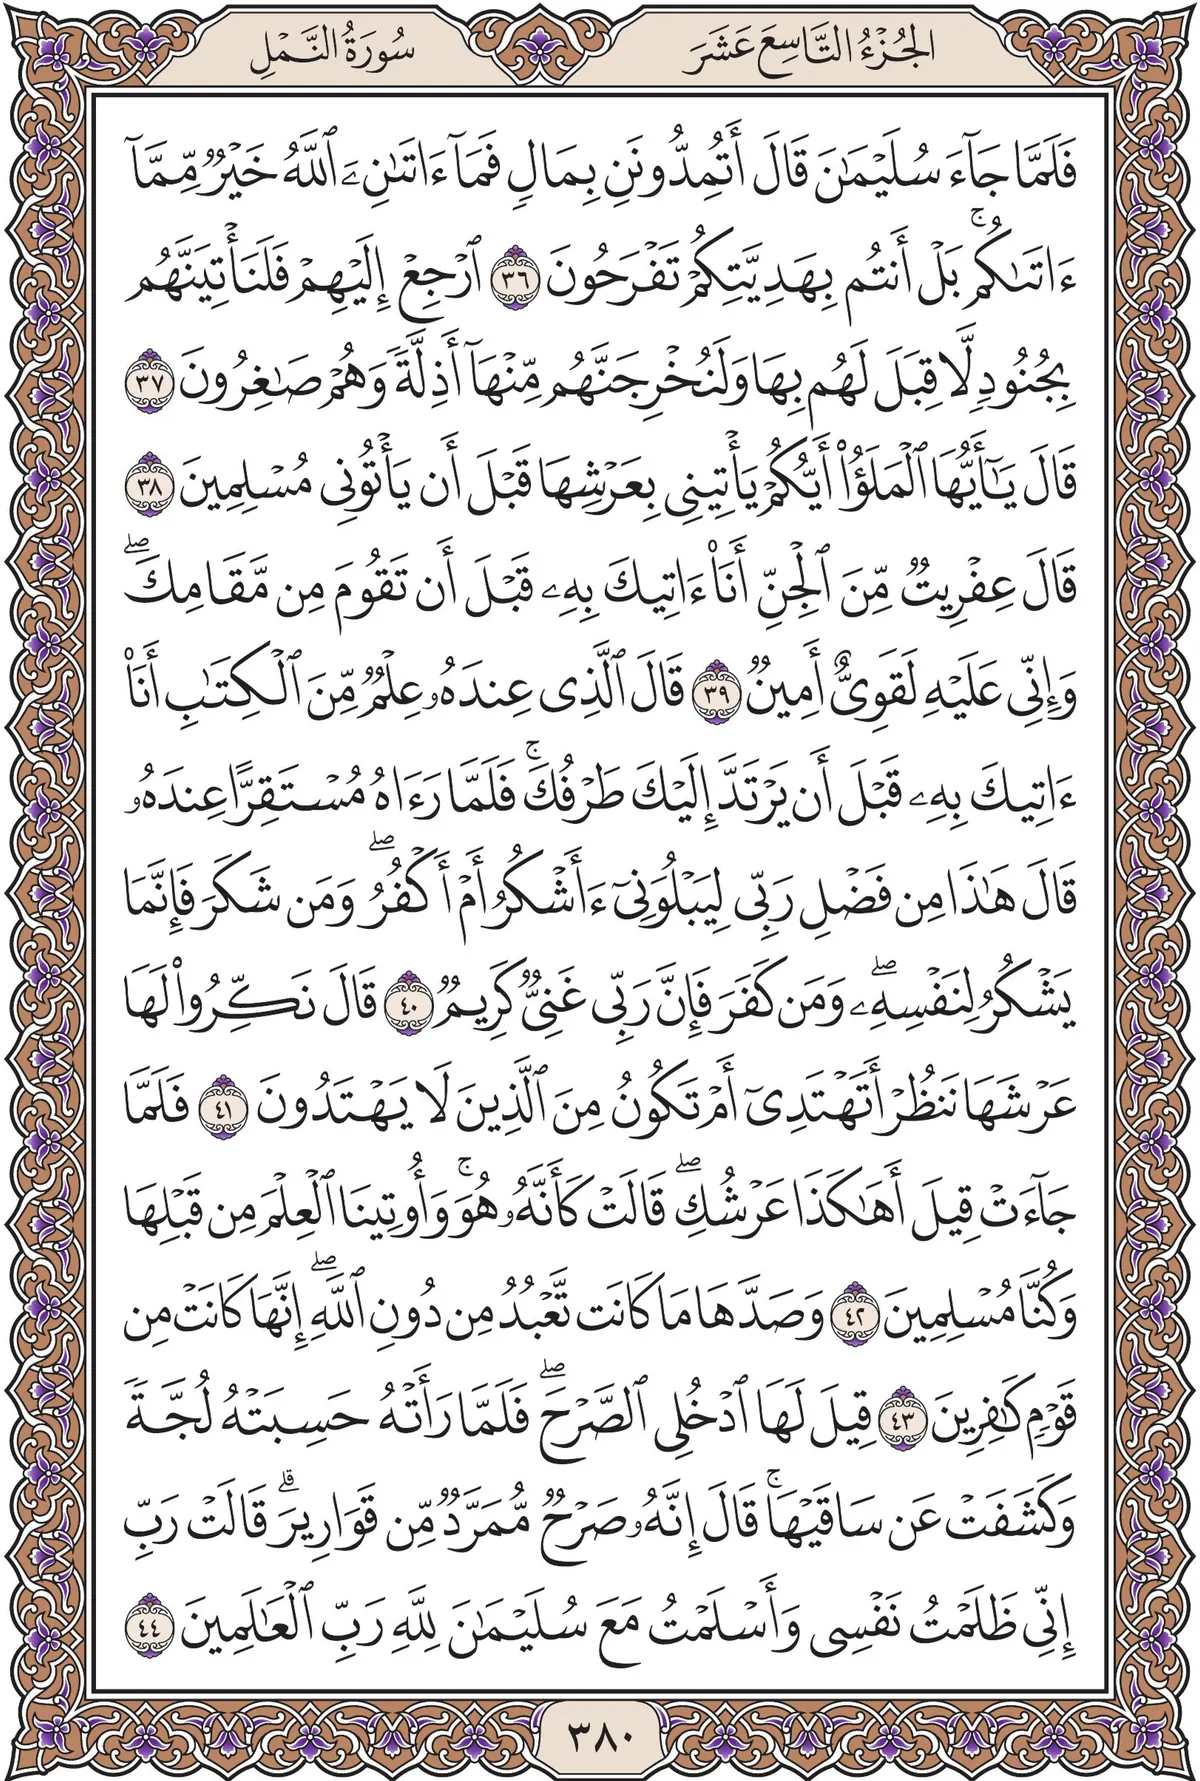 الجُزْءُ التَّاسِعَ عَشَرَ
سُورَةُ النَّمْلِ
فَلَمَّا جَآءَ سُلَيْمَٰنَ قَالَ أَتُمِدُّونَنِ بِمَالٖ فَمَآ ءَاتَىٰنِۦَ ٱللَّهُ خَيۡرٞ مِّمَّآ
ءَاتَىٰكُمۚ بَلۡ أَنتُم بِهَدِيَّتِكُمۡ تَفۡرَحُونَ ٣٦ ٱرۡجِعۡ إِلَيۡهِمۡ فَلَنَأۡتِيَنَّهُم
بِجُنُودٖ لَّا قِبَلَ لَهُم بِهَا وَلَنُخۡرِجَنَّهُم مِّنۡهَآ أَذِلَّةٗ وَهُمۡ صَٰغِرُونَ ٣٧
قَالَ يَٰٓأَيُّهَا ٱلۡمَلَؤُاْ أَيُّكُمۡ يَأۡتِينِي بِعَرۡشِهَا قَبۡلَ أَن يَأۡتُونِي مُسۡلِمِينَ ٣٨
قَالَ عِفۡرِيتٞ مِّنَ ٱلۡجِنِّ أَنَا۠ ءَاتِيكَ بِهِۦ قَبۡلَ أَن تَقُومَ مِن مَّقَامِكَۖ
وَإِنِّي عَلَيۡهِ لَقَوِيٌّ أَمِينٞ ٣٩ قَالَ ٱلَّذِي عِندَهُۥ عِلۡمٞ مِّنَ ٱلۡكِتَٰبِ أَنَا۠
ءَاتِيكَ بِهِۦ قَبۡلَ أَن يَرۡتَدَّ إِلَيۡكَ طَرۡفُكَۚ فَلَمَّا رَءَاهُ مُسۡتَقِرًّا عِندَهُۥ
قَالَ هَٰذَا مِن فَضۡلِ رَبِّي لِيَبۡلُوَنِيٓ ءَأَشۡكُرُ أَمۡ أَكۡفُرُۖ وَمَن شَكَرَ فَإِنَّمَا
يَشۡكُرُ لِنَفۡسِهِۦۖ وَمَن كَفَرَ فَإِنَّ رَبِّي غَنِيّٞ كَرِيمٞ ٤٠ قَالَ نَكِّرُواْ لَهَا
عَرۡشَهَا نَنظُرۡ أَتَهۡتَدِيٓ أَمۡ تَكُونُ مِنَ ٱلَّذِينَ لَا يَهۡتَدُونَ ٤١ فَلَمَّا
جَآءَتۡ قِيلَ أَهَٰكَذَا عَرۡشُكِۖ قَالَتۡ كَأَنَّهُۥ هُوَۚ وَأُوتِينَا ٱلۡعِلۡمَ مِن قَبۡلِهَا
وَكُنَّا مُسۡلِمِينَ ٤٢ وَصَدَّهَا مَا كَانَت تَّعۡبُدُ مِن دُونِ ٱللَّهِۖ إِنَّهَا كَانَتۡ مِن
قَوۡمٖ كَٰفِرِينَ ٤٣ قِيلَ لَهَا ٱدۡخُلِي ٱلصَّرۡحَۖ فَلَمَّا رَأَتۡهُ حَسِبَتۡهُ لُجَّةٗ
وَكَشَفَتۡ عَن سَاقَيۡهَاۚ قَالَ إِنَّهُۥ صَرۡحٞ مُّمَرَّدٞ مِّن قَوَارِيرَۗ قَالَتۡ رَبِّ
إِنِّي ظَلَمۡتُ نَفۡسِي وَأَسۡلَمۡتُ مَعَ سُلَيۡمَٰنَ لِلَّهِ رَبِّ ٱلۡعَٰلَمِينَ ٤٤
٣٨٠